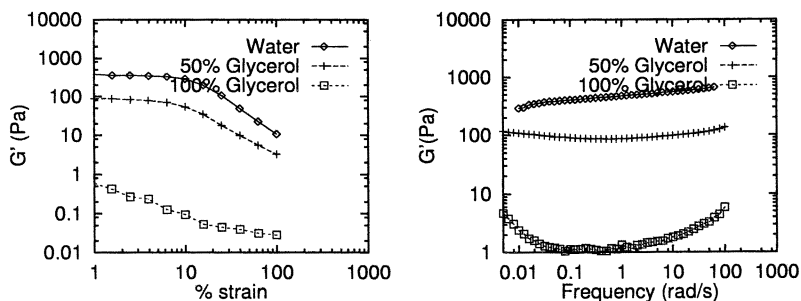 10000
1000
100
10
1
0.1
0.01
G' (Pa)
Water
50% Glycerol
100% Glycerol
1 10 100 1000
% strain
10000
1000
100
10
1
G'(Pa)
Water
50% Glycerol
100% Glycerol
0.01 0.1 1 10 100 1000
Frequency (rad/s)